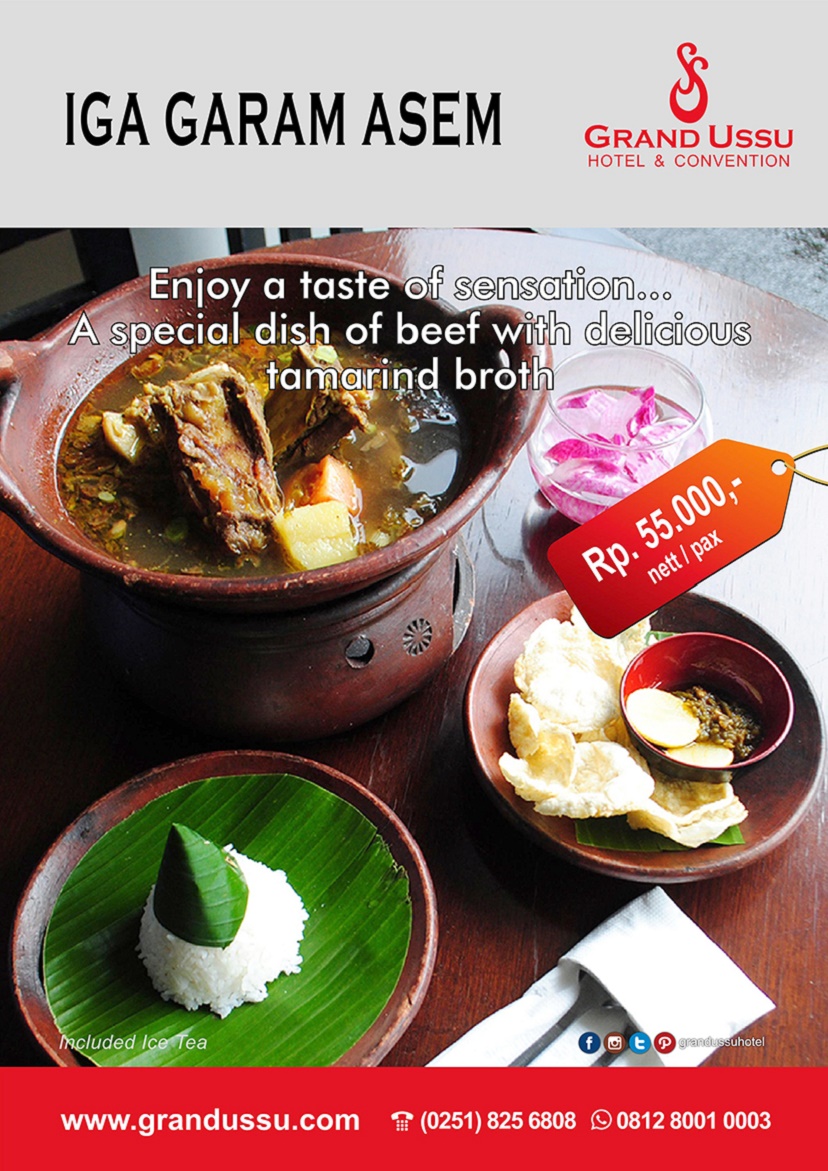 IGA GARAM ASEM
GRAND USSU
HOTEL & CONVENTION
Enjoy a taste of sensation...
A special dish of beef with delicious
tamarind broth
Rp. 55.000,-
nett / pax
Included Ice Tea
grandussuhotel
www.grandussu.com (0251) 825 6808 0812 8001 0003